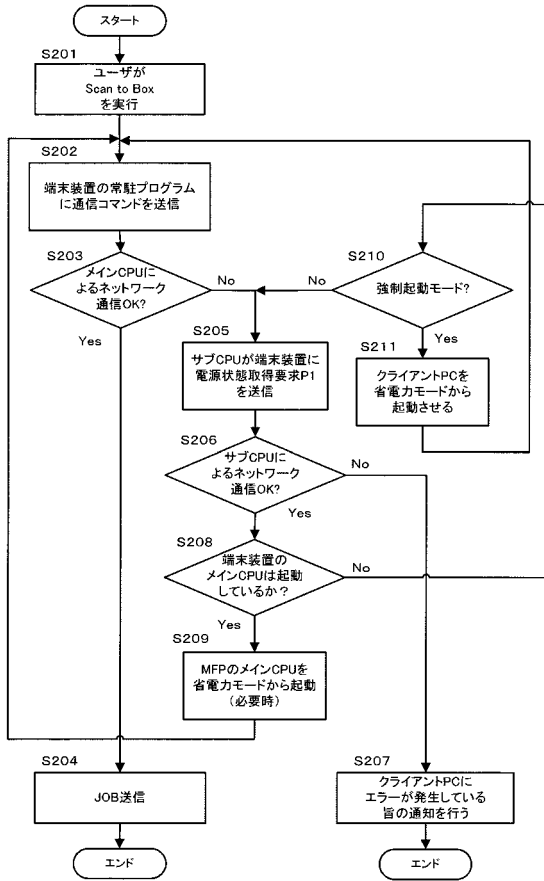 スタート
S201
ユーザが
Scan to Box
を実行
S202
端末装置の常駐プログラム
に通信コマンドを送信
S203
メインCPUに
よるネットワーク
通信OK?
No
Yes
S210
強制起動モード?
No
Yes
S205
サブCPUが端末装置に
電源状態取得要求P1
を送信
S211
クライアントPCを
省電力モードから
起動させる
S206
サブCPUに
よるネットワーク
通信OK?
No
Yes
S208
端末装置の
メインCPUは起動
しているか?
No
Yes
S209
MFPのメインCPUを
省電力モードから起動
(必要時)
S204
JOB送信
エンド
S207
クライアントPCに
エラーが発生している
旨の通知を行う
エンド